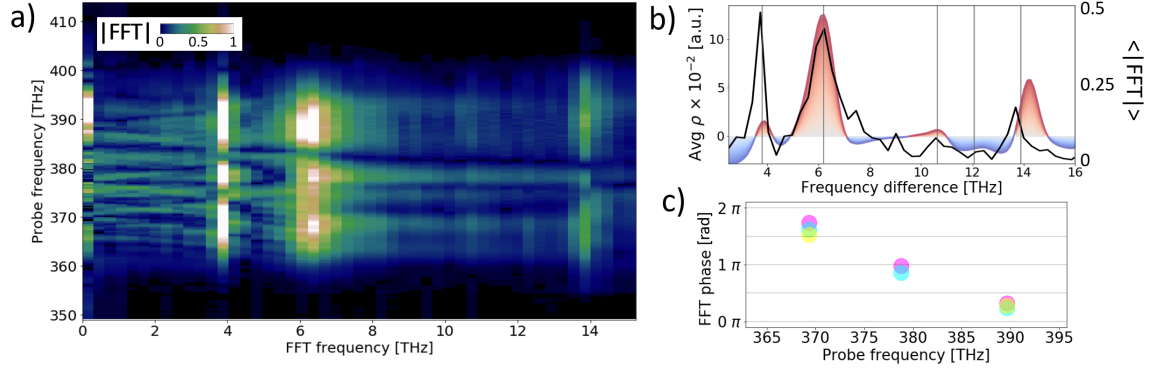 a)
|FFT|
0 0.5 1
Probe frequency [THz]
410
400
390
380
370
360
350
0 2 4 6 8 10 12 14
FFT frequency [THz]
b)
Avg ρ × 10⁻² [a.u.]
10
5
0
0.5
0.25
0
<|FFT|>
4 6 8 10 12 14 16
Frequency difference [THz]
c)
FFT phase [rad]
2 π
1 π
0 π
365 370 375 380 385 390 395
Probe frequency [THz]